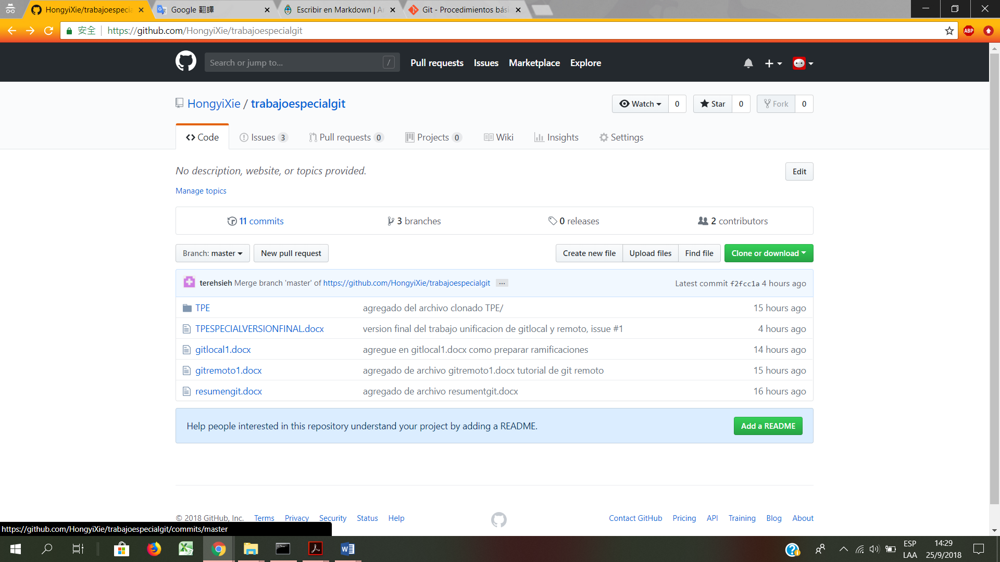 HongyiXie/trabajoespecia
Google 翻譯
Escribir en Markdown | A
Git - Procedimientos bási
安全
https://github.com/HongyiXie/trabajoespecialgit
ABP
Search or jump to...
/
Pull requests
Issues
Marketplace
Explore
HongyiXie / trabajoespecialgit
Watch 0
Star 0
Fork 0
Code
Issues 3
Pull requests 0
Projects 0
Wiki
Insights
Settings
No description, website, or topics provided.
Edit
Manage topics
11 commits
3 branches
0 releases
2 contributors
Branch: master
New pull request
Create new file
Upload files
Find file
Clone or download
terehsieh Merge branch 'master' of https://github.com/HongyiXie/trabajoespecialgit ...
Latest commit f2fcc1a 4 hours ago
TPE agregado del archivo clonado TPE/ 15 hours ago
TPESPECIALVERSIONFINAL.docx version final del trabajo unificacion de gitlocal y remoto, issue #1 4 hours ago
gitlocal1.docx agregue en gitlocal1.docx como preparar ramificaciones 14 hours ago
gitremoto1.docx agregado de archivo gitremoto1.docx tutorial de git remoto 15 hours ago
resumengit.docx agregado de archivo resumentgit.docx 16 hours ago
Help people interested in this repository understand your project by adding a README.
Add a README
© 2018 GitHub, Inc.
Terms
Privacy
Security
Status
Help
Contact GitHub
Pricing
API
Training
Blog
About
https://github.com/HongyiXie/trabajoespecialgit/commits/master
ESP
LAA
14:29
25/9/2018